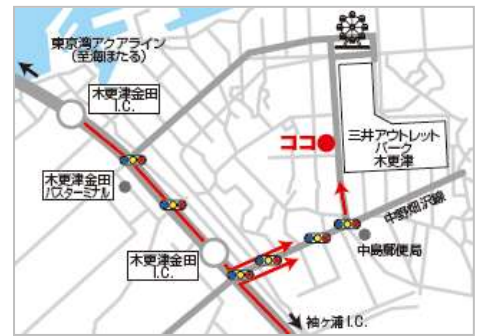 東京湾アクアライン
(至海ほたる)
木更津金田
I.C.
木更津金田
バスターミナル
ココ
三井アウトレット
パーク
木更津
中野畑沢線
中島郵便局
木更津金田
I.C.
袖ヶ浦 I.C.